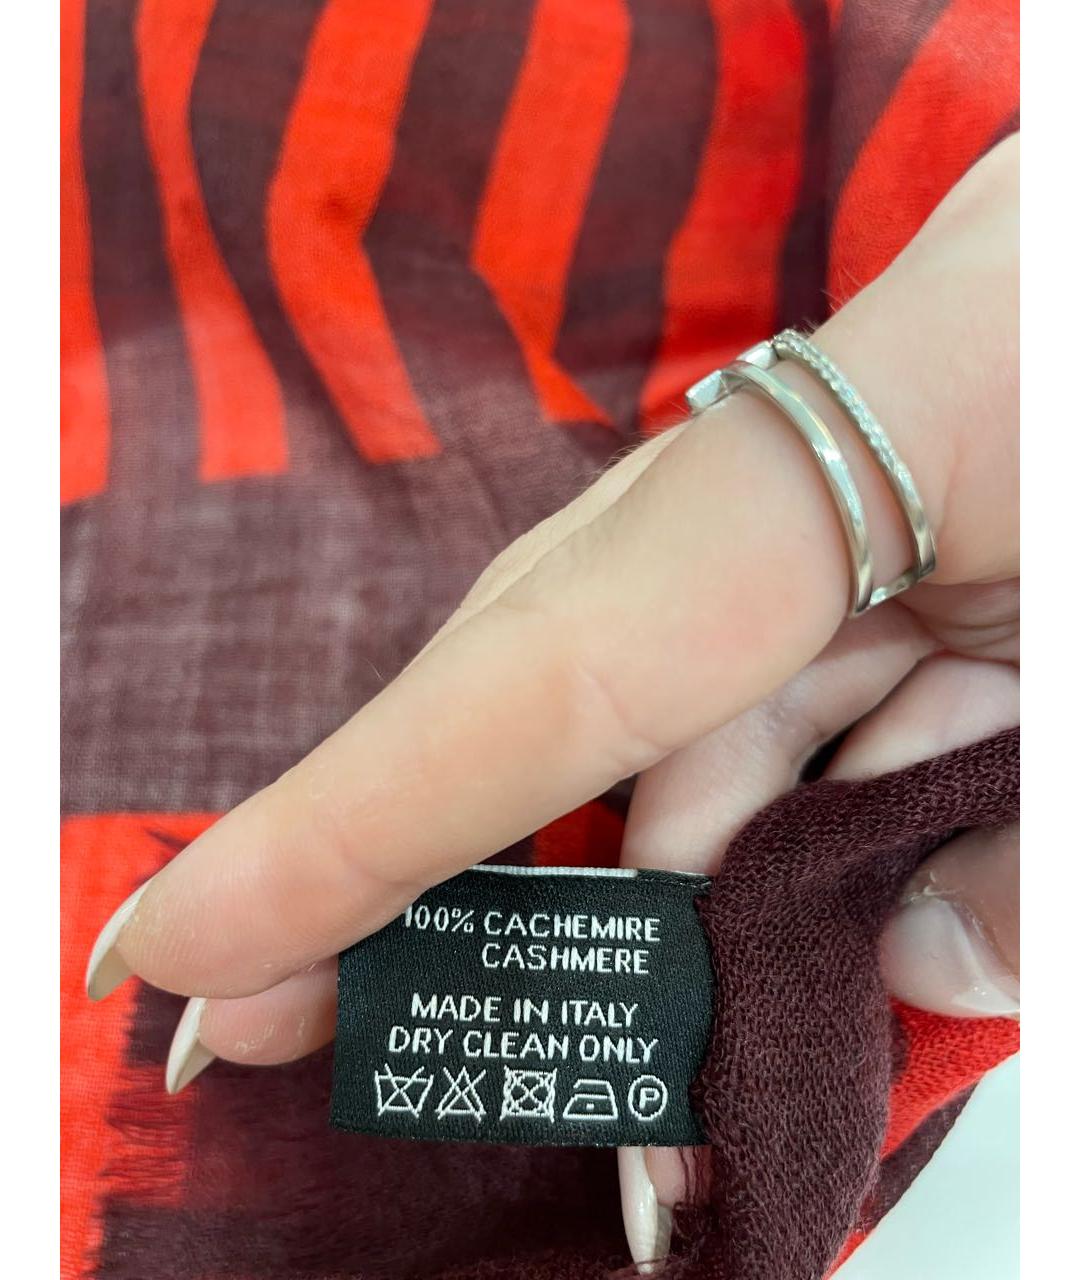 100% CACHEMIRE
CASHMERE
MADE IN ITALY
DRY CLEAN ONLY
P